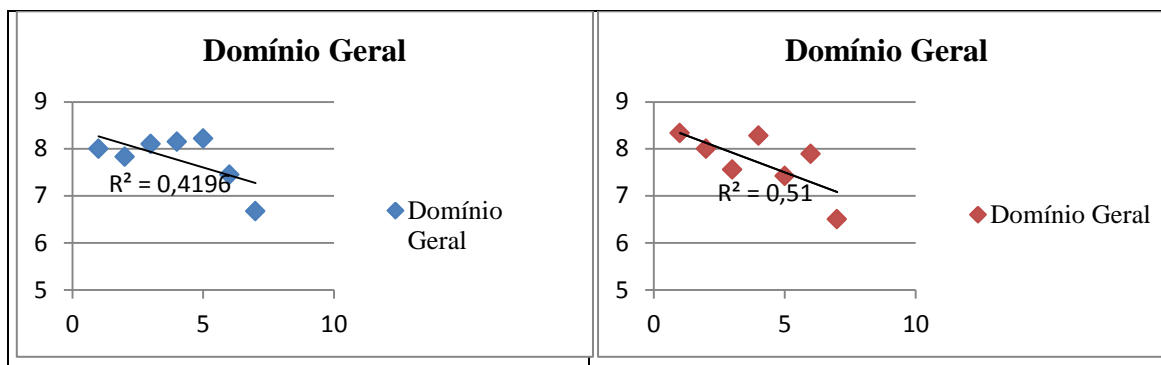 Domínio Geral
9
8
7
6
5
0
5
10
R² = 0,4196
Domínio
Geral
Domínio Geral
9
8
7
6
5
0
5
10
R² = 0,51
Domínio Geral